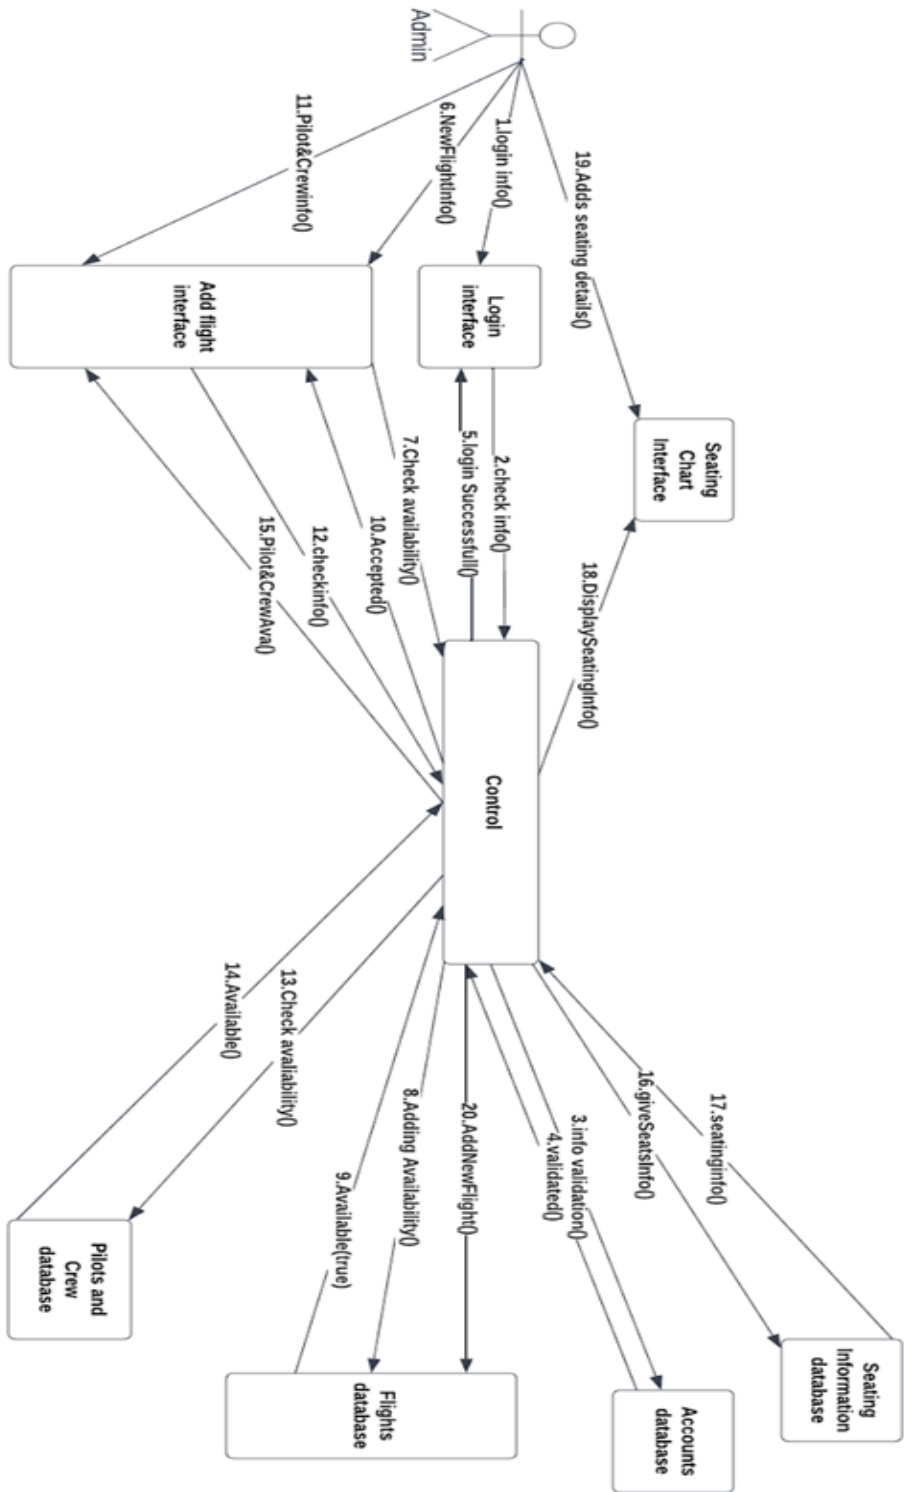 Admin
19.Adds seating details()
1.login info()
6.NewFlightInfo()
11.Pilot&Crewinfo()
Seating
Chart
Interface
Login
interface
Add flight
interface
18.DisplaySeatingInfo()
2.check info()
5.login Successfull()
7.Check availability()
10.Accepted()
12.checkinfo()
15.Pilot&CrewAva()
Control
17.seatinginfo()
16.giveSeatsInfo()
3.info validation()
4.validated()
20.AddNewFlight()
8.Adding Availability()
9.Available(true)
13.Check avaliability()
14.Available()
Seating
Information
database
Accounts
database
Flights
database
Pilots and
Crew
database